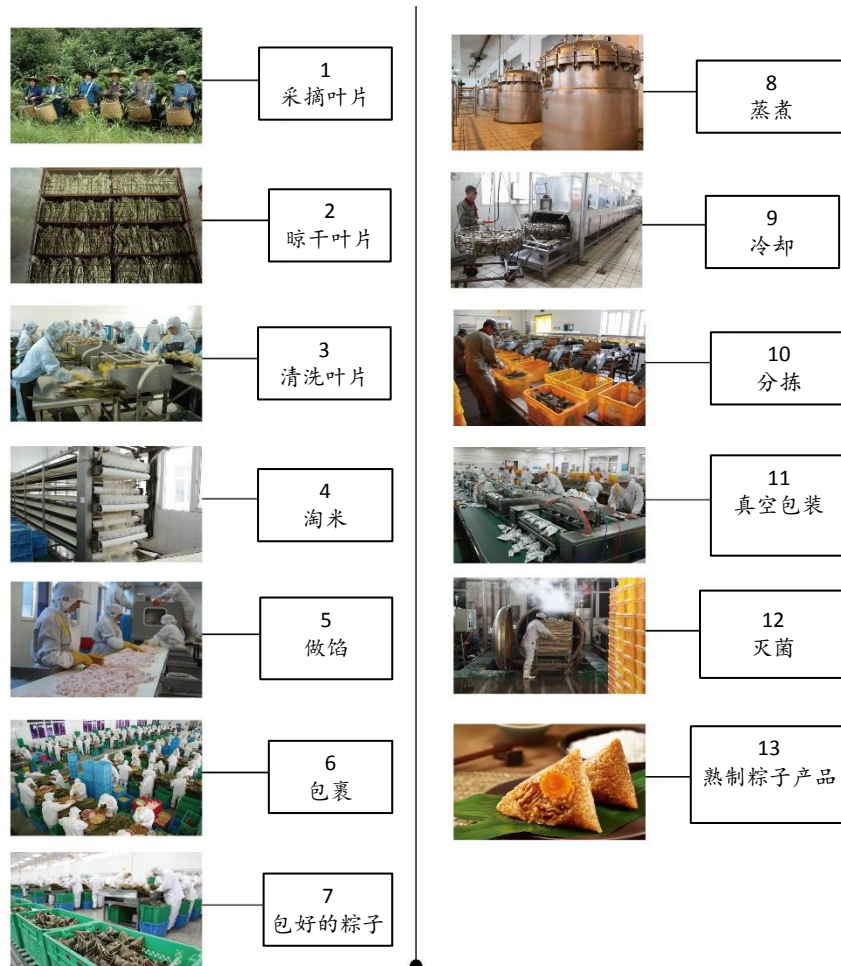 1
采摘叶片
2
晾干叶片
3
清洗叶片
4
淘米
5
做馅
6
包裹
7
包好的粽子
8
蒸煮
9
冷却
10
分拣
11
真空包装
12
灭菌
13
熟制粽子产品